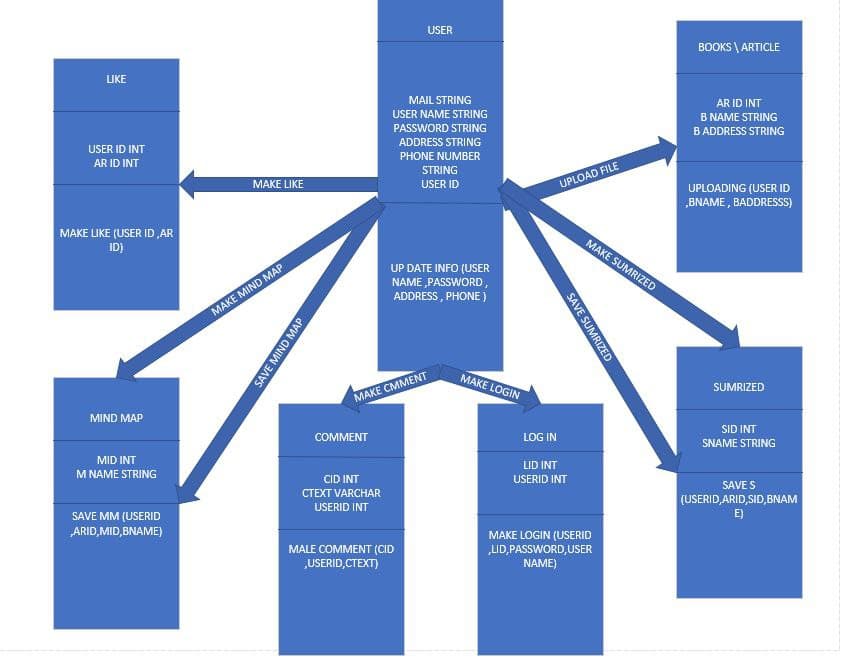 USER
MAIL STRING
USER NAME STRING
PASSWORD STRING
ADDRESS STRING
PHONE NUMBER
STRING
USER ID
UP DATE INFO (USER
NAME ,PASSWORD ,
ADDRESS , PHONE )
LIKE
USER ID INT
AR ID INT
MAKE LIKE (USER ID ,AR
ID)
BOOKS \ ARTICLE
AR ID INT
B NAME STRING
B ADDRESS STRING
UPLOADING (USER ID
,BNAME , BADDRESSS)
MAKE LIKE
UPLOAD FILE
MAKE MIND MAP
SAVE MIND MAP
MAKE SUMRIZED
SAVE SUMRIZED
MAKE CMMENT
MAKE LOGIN
MIND MAP
MID INT
M NAME STRING
SAVE MM (USERID
,ARID,MID,BNAME)
COMMENT
CID INT
CTEXT VARCHAR
USERID INT
MALE COMMENT (CID
,USERID,CTEXT)
LOG IN
LID INT
USERID INT
MAKE LOGIN (USERID
,LID,PASSWORD,USER
NAME)
SUMRIZED
SID INT
SNAME STRING
SAVE S
(USERID,ARID,SID,BNAM
E)